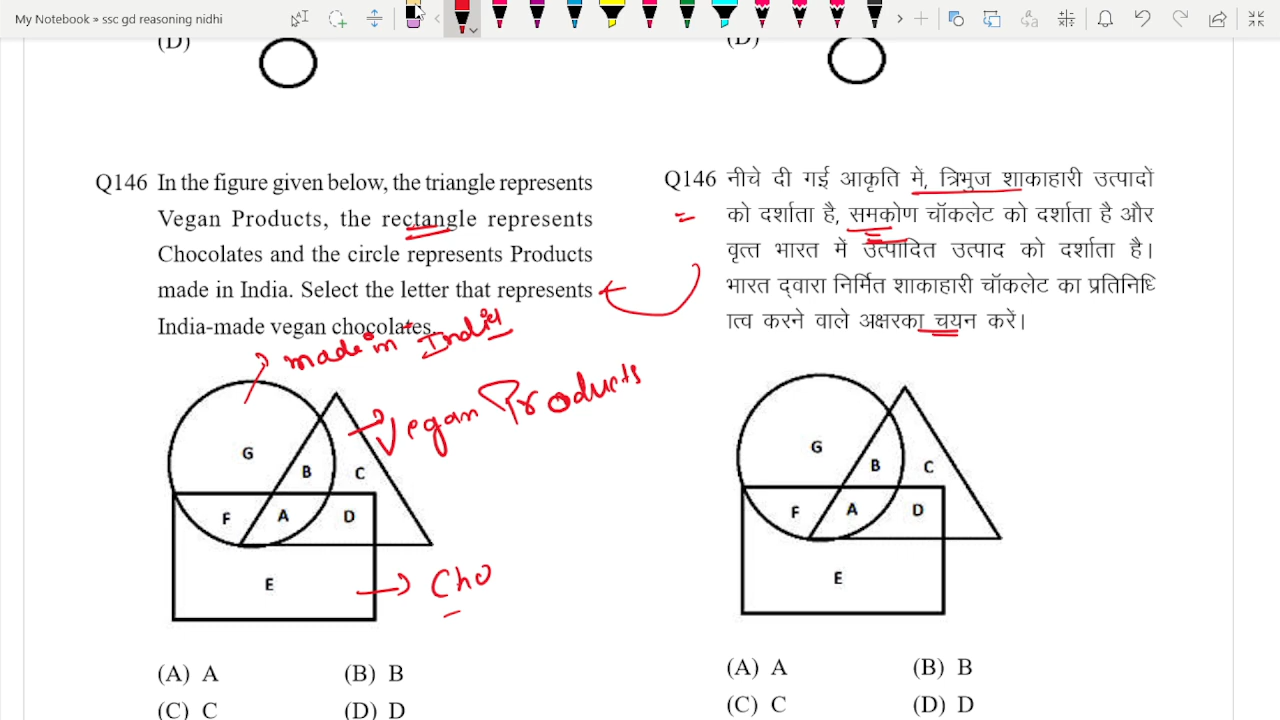 My Notebook » ssc gd reasoning nidhi
(D)
(D)
Q146 In the figure given below, the triangle represents
Vegan Products, the rectangle represents
Chocolates and the circle represents Products
made in India. Select the letter that represents
India-made vegan chocolates.
made in India
Vegan Products
G
B
C
F
A
D
E
Cho
(A) A
(B) B
(C) C
(D) D
Q146 नीचे दी गई आकृति में, त्रिभुज शाकाहारी उत्पादों
को दर्शाता है, समकोण चॉकलेट को दर्शाता है और
वृत्त भारत में उत्पादित उत्पाद को दर्शाता है।
भारत द्वारा निर्मित शाकाहारी चॉकलेट का प्रतिनिधि
ात्व करने वाले अक्षरका चयन करें।
G
B
C
F
A
D
E
(A) A
(B) B
(C) C
(D) D